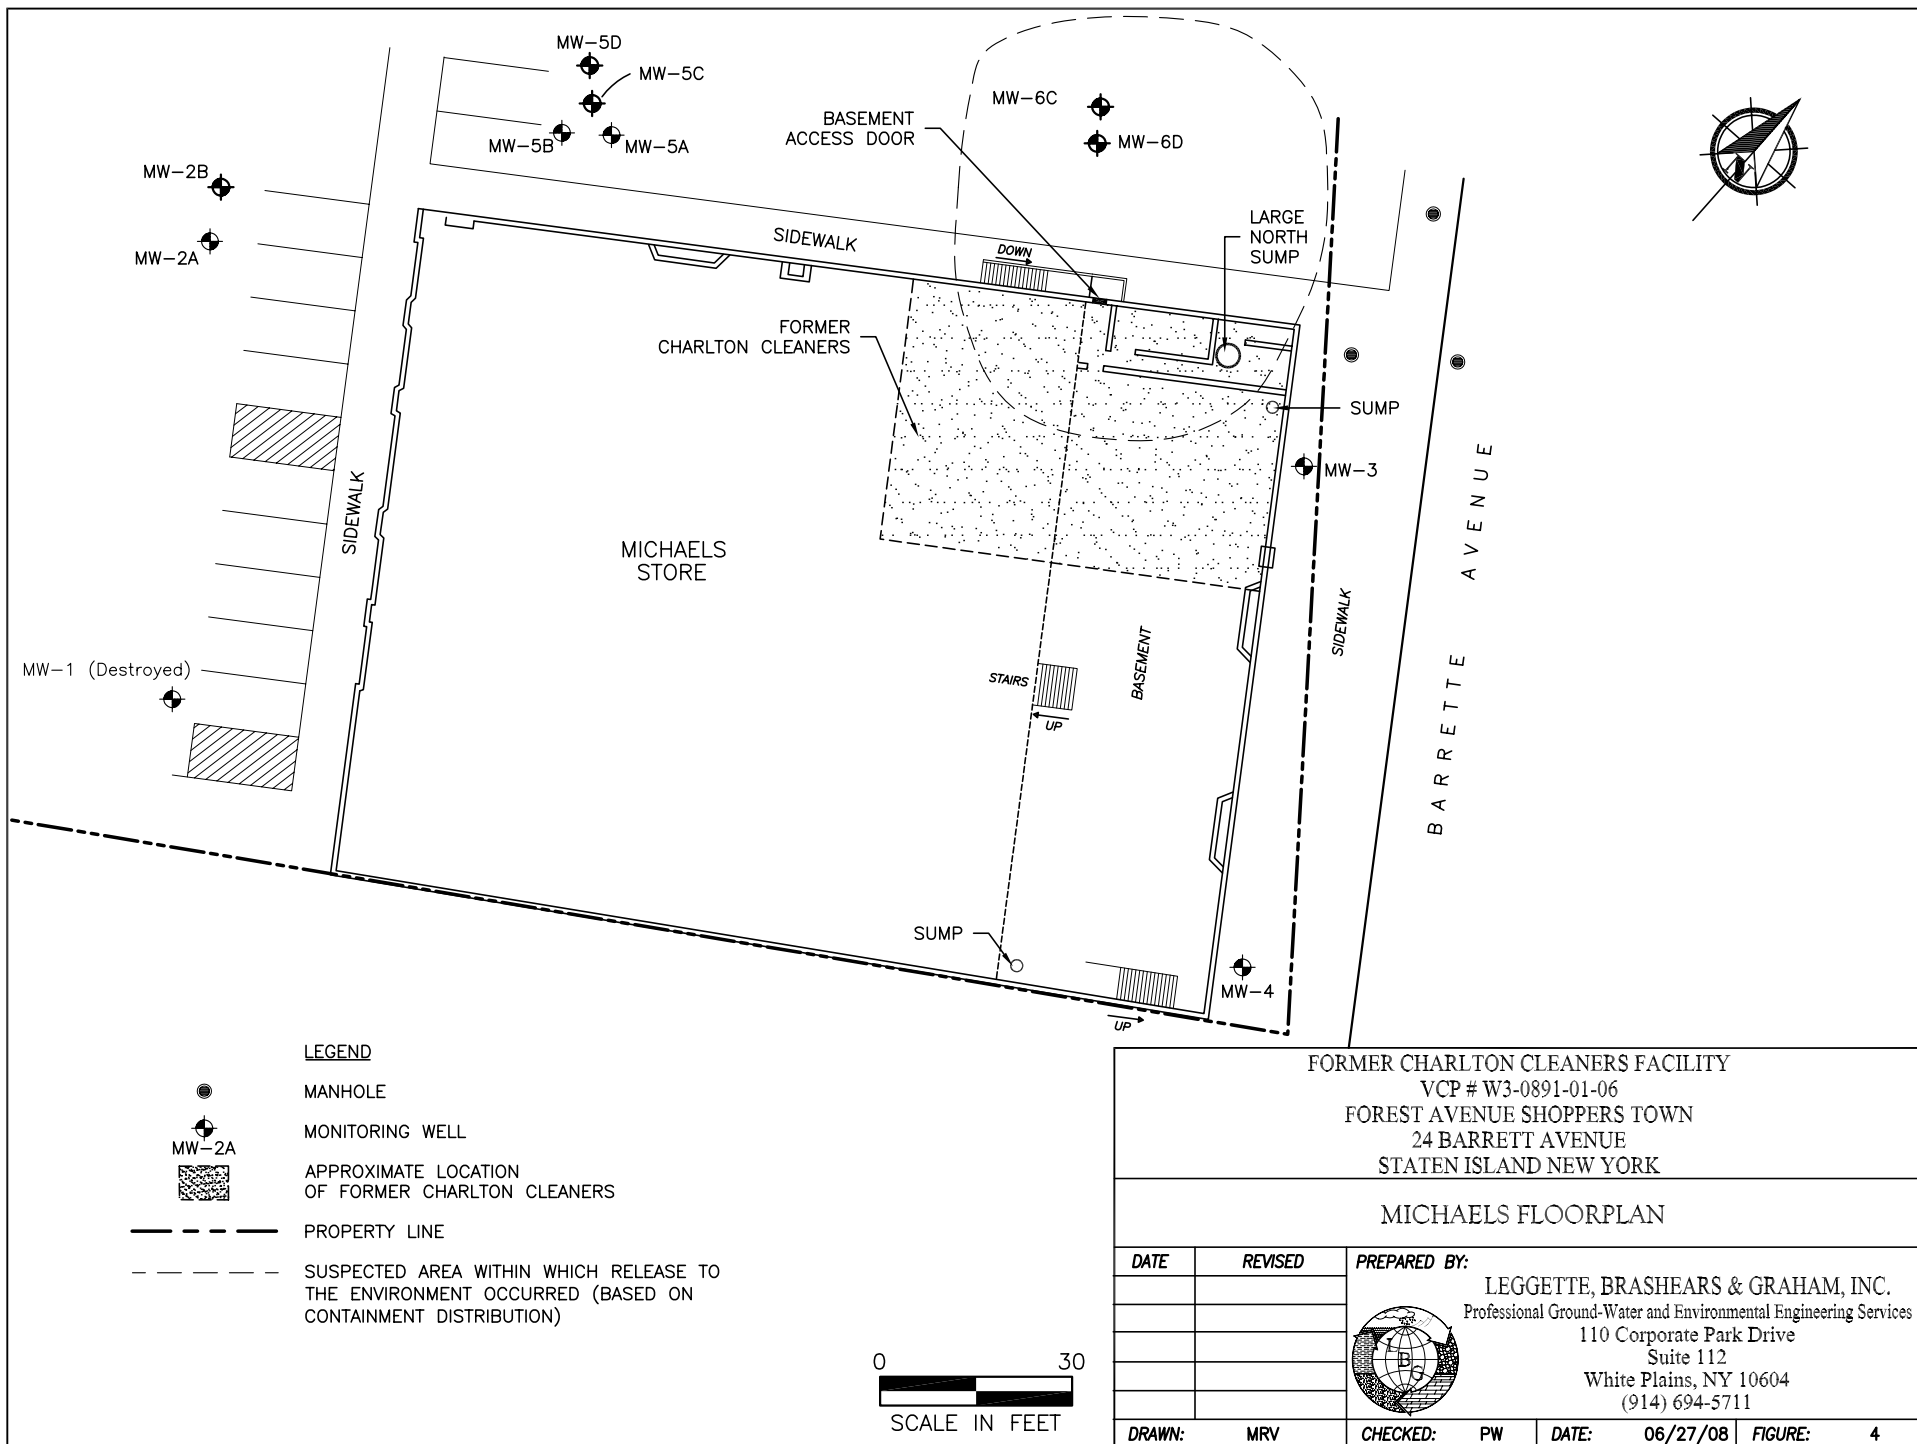 MW-5D
MW-5C
MW-5B
MW-5A
MW-6C
MW-6D
BASEMENT
ACCESS DOOR
MW-2B
MW-2A
SIDEWALK
DOWN
LARGE
NORTH
SUMP
N
FORMER
CHARLTON CLEANERS
SUMP
MW-3
SIDEWALK
MICHAELS
STORE
BARRETTE AVENUE
SIDEWALK
BASEMENT
STAIRS
UP
MW-1 (Destroyed)
SUMP
MW-4
UP
LEGEND
MANHOLE
MONITORING WELL
MW-2A
APPROXIMATE LOCATION
OF FORMER CHARLTON CLEANERS
PROPERTY LINE
SUSPECTED AREA WITHIN WHICH RELEASE TO
THE ENVIRONMENT OCCURRED (BASED ON
CONTAINMENT DISTRIBUTION)
0 30
SCALE IN FEET
FORMER CHARLTON CLEANERS FACILITY
VCP # W3-0891-01-06
FOREST AVENUE SHOPPERS TOWN
24 BARRETT AVENUE
STATEN ISLAND NEW YORK
MICHAELS FLOORPLAN
DATE REVISED
PREPARED BY:
LEGGETTE, BRASHEARS & GRAHAM, INC.
Professional Ground-Water and Environmental Engineering Services
110 Corporate Park Drive
Suite 112
White Plains, NY 10604
(914) 694-5711
LBG
DRAWN: MRV CHECKED: PW DATE: 06/27/08 FIGURE: 4